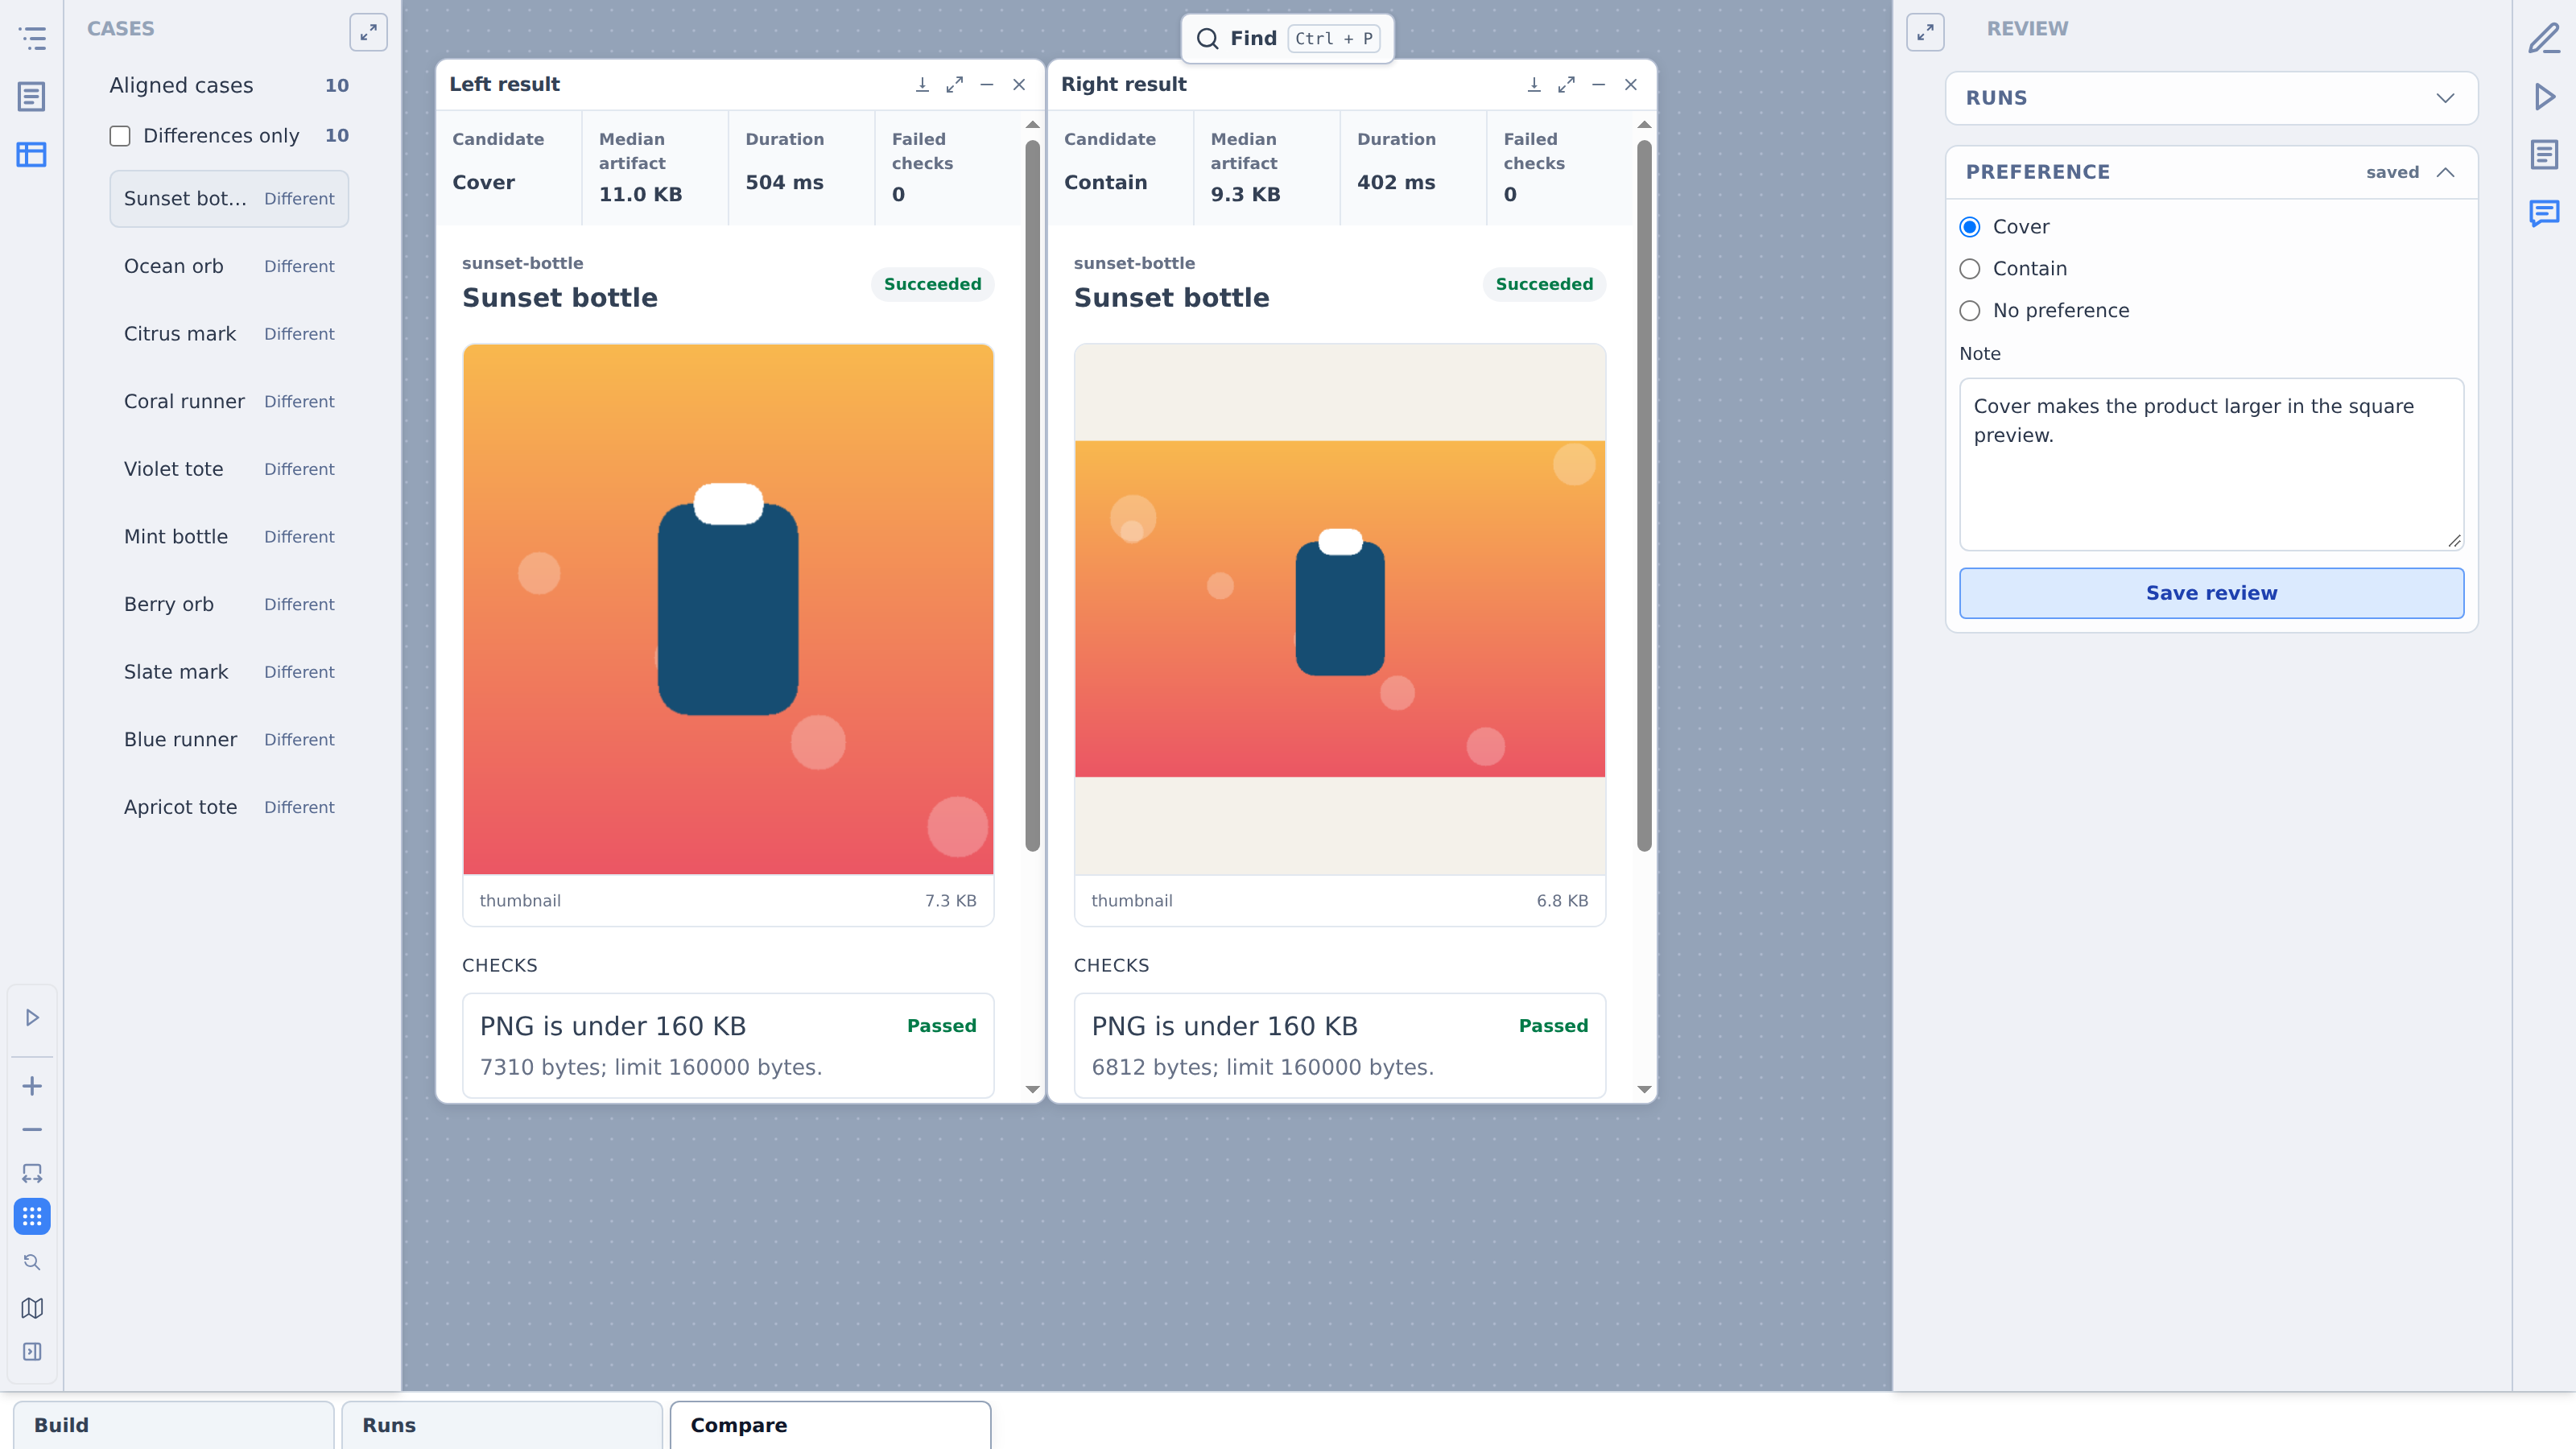 CASES
Aligned cases 10
Differences only 10
Sunset bot... Different
Ocean orb Different
Citrus mark Different
Coral runner Different
Violet tote Different
Mint bottle Different
Berry orb Different
Slate mark Different
Blue runner Different
Apricot tote Different
Find Ctrl + P
Left result
Candidate
Cover
Median
artifact
11.0 KB
Duration
504 ms
Failed
checks
0
sunset-bottle
Sunset bottle
Succeeded
thumbnail 7.3 KB
CHECKS
PNG is under 160 KB Passed
7310 bytes; limit 160000 bytes.
Right result
Candidate
Contain
Median
artifact
9.3 KB
Duration
402 ms
Failed
checks
0
sunset-bottle
Sunset bottle
Succeeded
thumbnail 6.8 KB
CHECKS
PNG is under 160 KB Passed
6812 bytes; limit 160000 bytes.
REVIEW
RUNS
PREFERENCE saved
Cover
Contain
No preference
Note
Cover makes the product larger in the square
preview.
Save review
Build
Runs
Compare